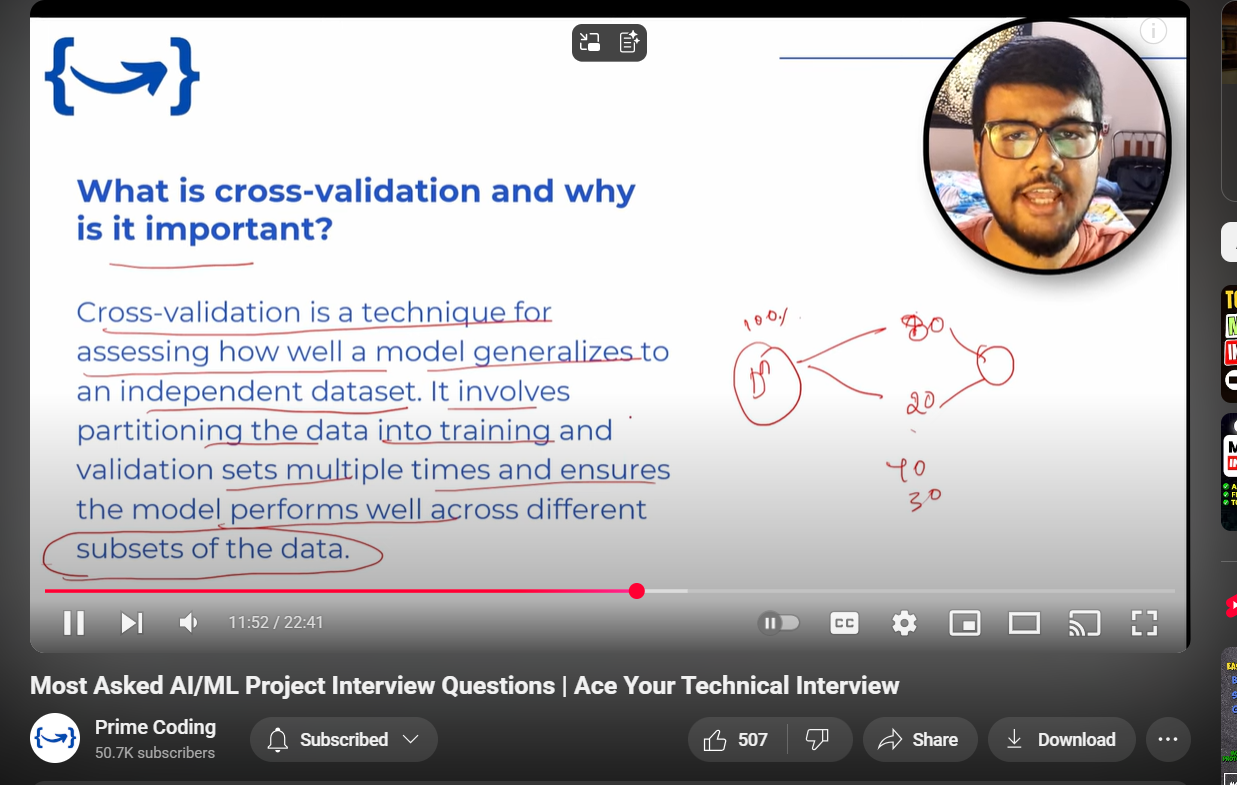 What is cross-validation and why
is it important?
Cross-validation is a technique for
assessing how well a model generalizes to
an independent dataset. It involves
partitioning the data into training and
validation sets multiple times and ensures
the model performs well across different
subsets of the data.
100%
80
20
40
30
11:52 / 22:41
CC
Most Asked AI/ML Project Interview Questions | Ace Your Technical Interview
Prime Coding
50.7K subscribers
Subscribed
507
Share
Download